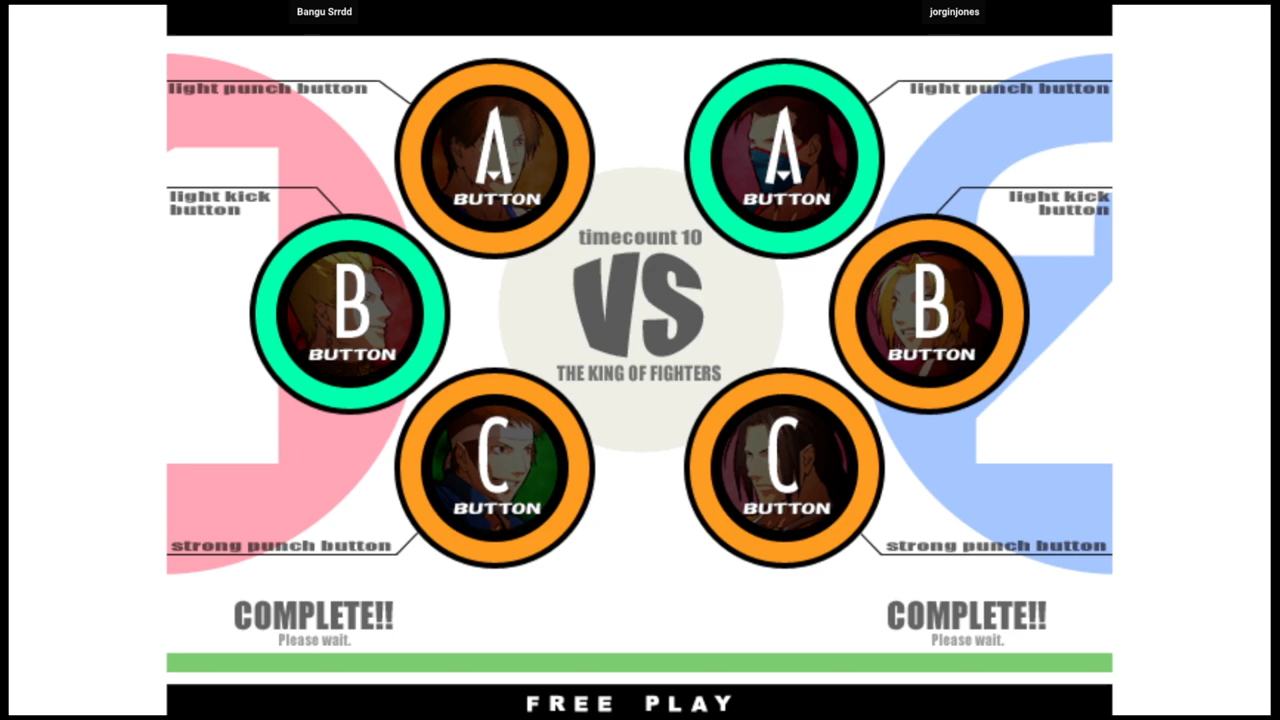 Bangu Srrdd
jorginjones
light punch button
A
BUTTON
A
BUTTON
light punch button
light kick
button
B
BUTTON
timecount 10
VS
THE KING OF FIGHTERS
light kick
button
B
BUTTON
C
BUTTON
C
BUTTON
strong punch button
strong punch button
COMPLETE!!
Please wait.
COMPLETE!!
Please wait.
FREE PLAY
1
2